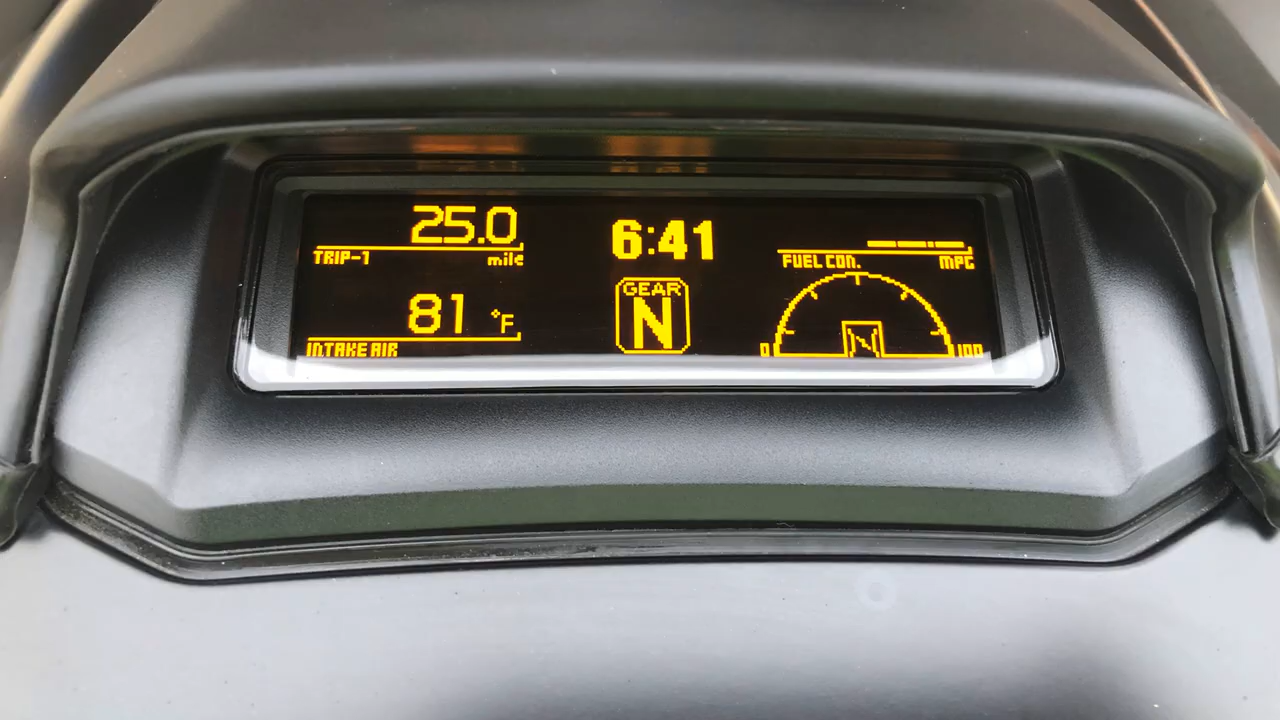 25.0
TRIP-1 mile
81 °F
INTAKE AIR
6:41
GEAR
N
FUEL CON. MPG
N
0 100